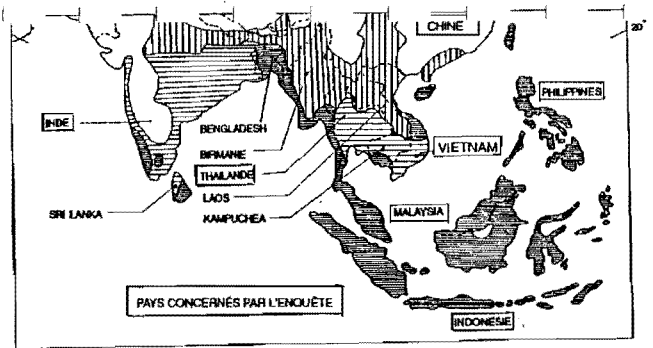 CHINE
20°
PHILIPPINES
INDE
BENGLADESH
BIRMANIE
VIETNAM
THAILANDE
LAOS
SRI LANKA
KAMPUCHEA
MALAYSIA
PAYS CONCERNÉS PAR L'ENQUÊTE
INDONESIE